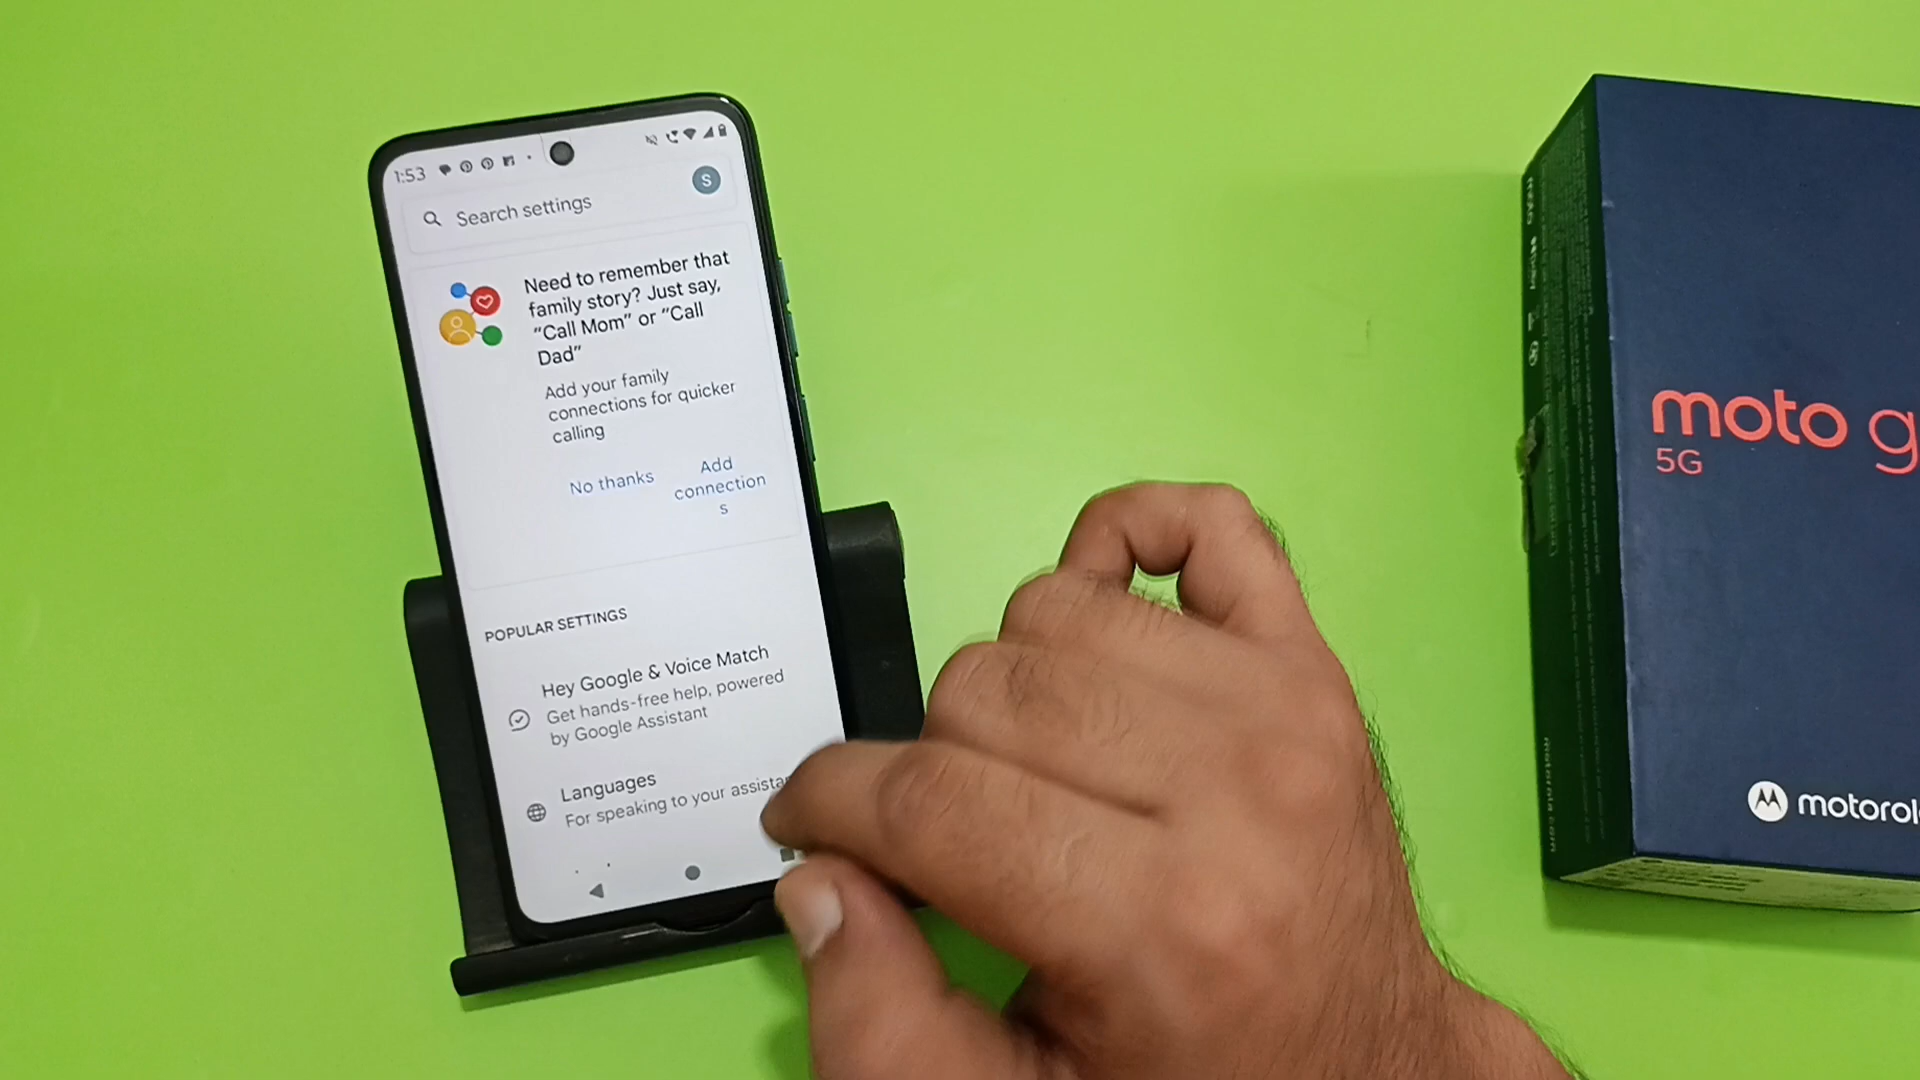 1:53
Search settings
S
Need to remember that
family story? Just say,
“Call Mom” or “Call
Dad”
Add your family
connections for quicker
calling
No thanks
Add
connection
s
POPULAR SETTINGS
Hey Google & Voice Match
Get hands-free help, powered
by Google Assistant
Languages
For speaking to your
moto g
5G
motorola.com